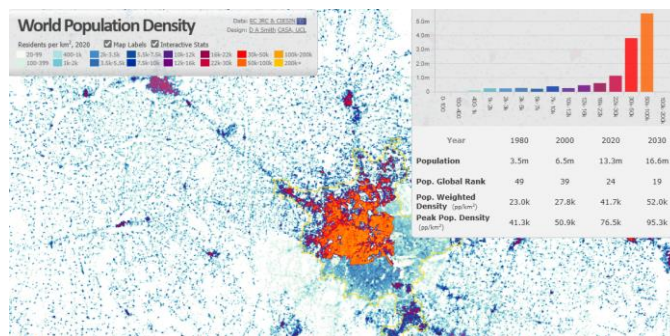 World Population Density
Data: EC JRC & CIESIN
Design: D A Smith CASA, UCL
Residents per km², 2020 Map Labels Interactive Stats
20-99 400-1k 2k-3.5k 5.5k-7.5k 10k-12k 16k-22k 30k-50k 100k-200k
100-399 1k-2k 3.5k-5.5k 7.5k-10k 12k-16k 22k-30k 50k-100k 200k+
5.0m
4.0m
3.0m
2.0m
1.0m
0.0
Year 1980 2000 2020 2030
Population 3.5m 6.5m 13.3m 16.6m
Pop. Global Rank 49 39 24 19
Pop. Weighted Density (pp/km²) 23.0k 27.8k 41.7k 52.0k
Peak Pop. Density (pp/km²) 41.3k 50.9k 76.5k 95.3k